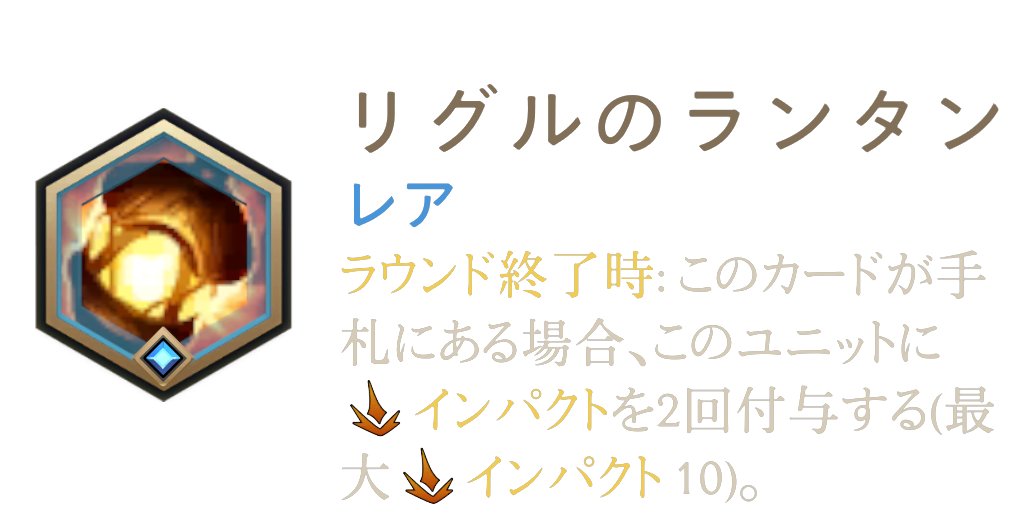 リグルのランタン
レア
ラウンド終了時: このカードが手
札にある場合、このユニットに
インパクトを2回付与する(最
大 インパクト 10)。